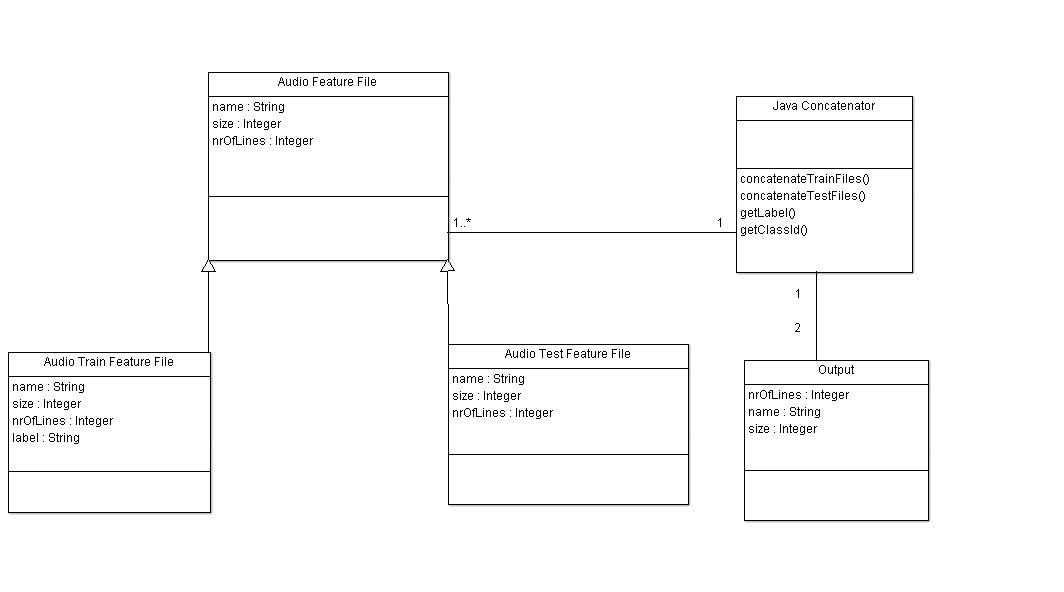 Audio Feature File
name : String
size : Integer
nrOfLines : Integer
Java Concatenator
concatenateTrainFiles()
concatenateTestFiles()
getLabel()
getClassId()
1..*
1
1
2
Audio Train Feature File
name : String
size : Integer
nrOfLines : Integer
label : String
Audio Test Feature File
name : String
size : Integer
nrOfLines : Integer
Output
nrOfLines : Integer
name : String
size : Integer